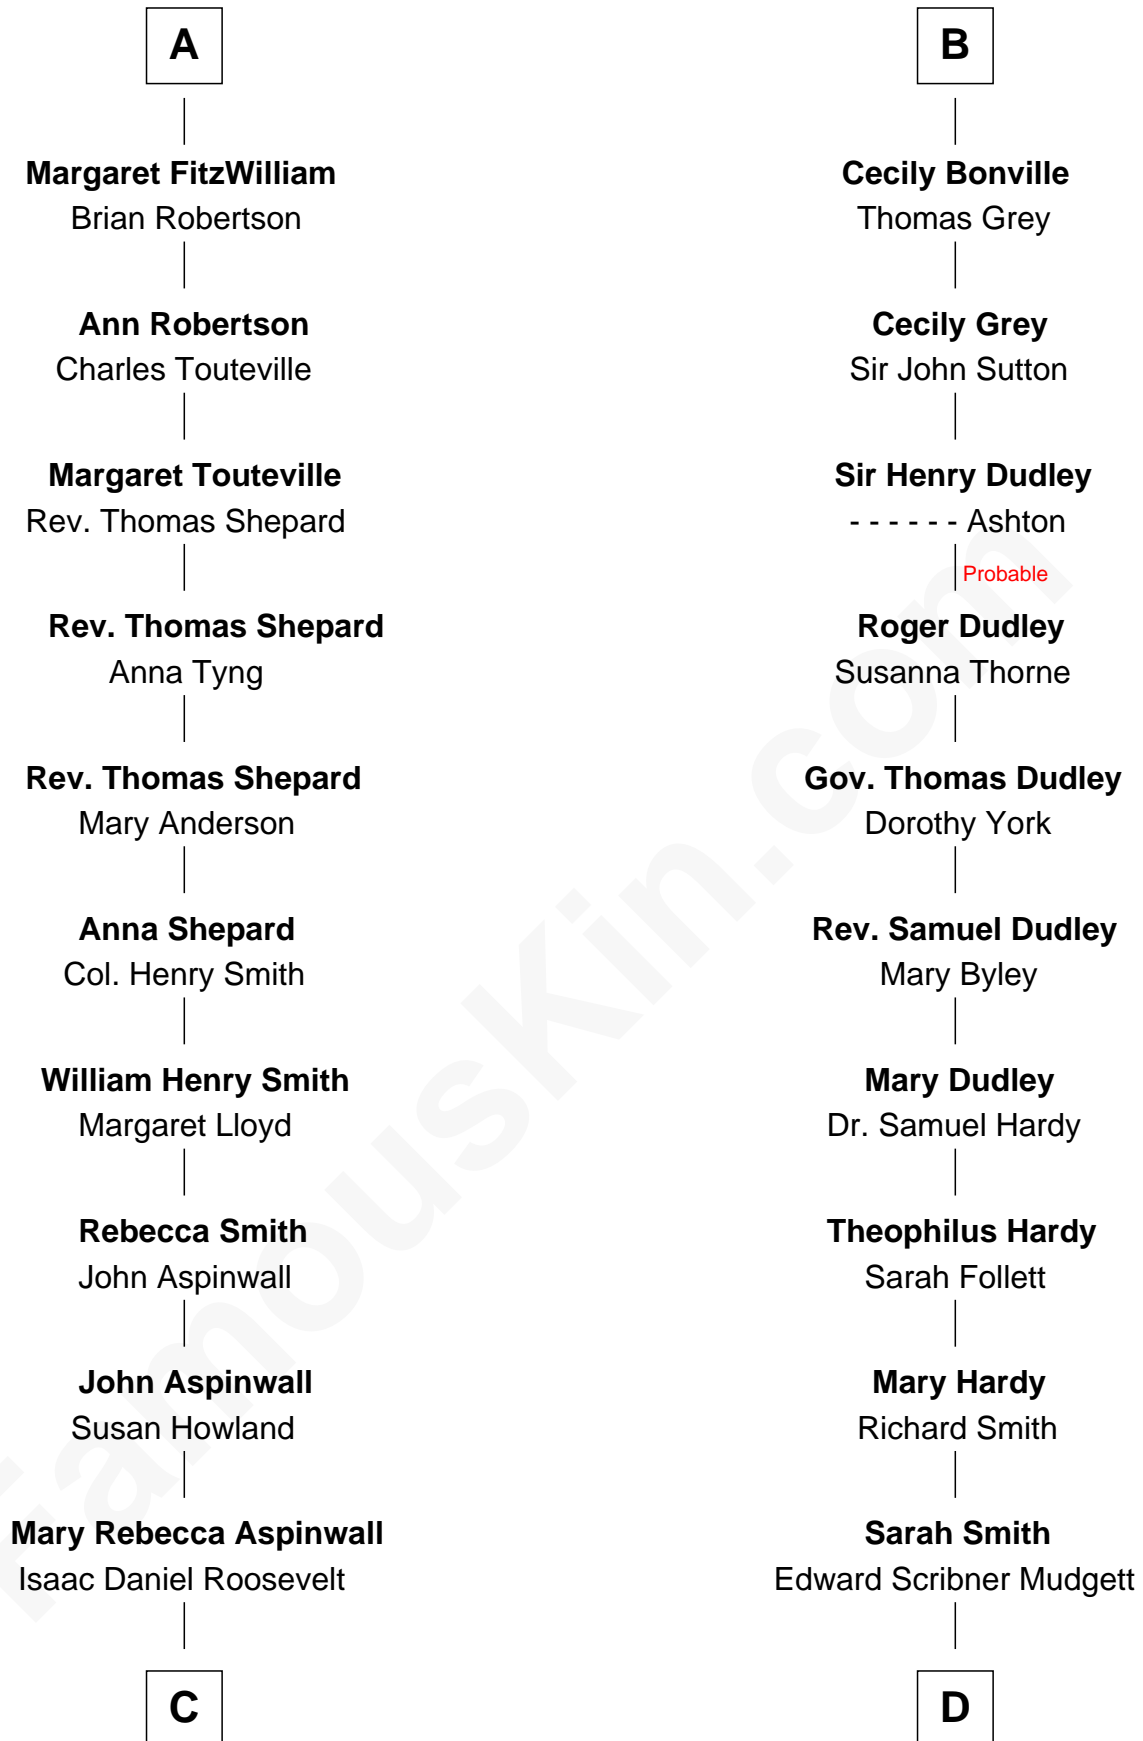 A
Margaret FitzWilliam
Brian Robertson
Ann Robertson
Charles Touteville
Margaret Touteville
Rev. Thomas Shepard
Rev. Thomas Shepard
Anna Tyng
Rev. Thomas Shepard
Mary Anderson
Anna Shepard
Col. Henry Smith
William Henry Smith
Margaret Lloyd
Rebecca Smith
John Aspinwall
John Aspinwall
Susan Howland
Mary Rebecca Aspinwall
Isaac Daniel Roosevelt
C
B
Cecily Bonville
Thomas Grey
Cecily Grey
Sir John Sutton
Sir Henry Dudley
- - - - - - Ashton
Probable
Roger Dudley
Susanna Thorne
Gov. Thomas Dudley
Dorothy York
Rev. Samuel Dudley
Mary Byley
Mary Dudley
Dr. Samuel Hardy
Theophilus Hardy
Sarah Follett
Mary Hardy
Richard Smith
Sarah Smith
Edward Scribner Mudgett
D
FamousKin.com